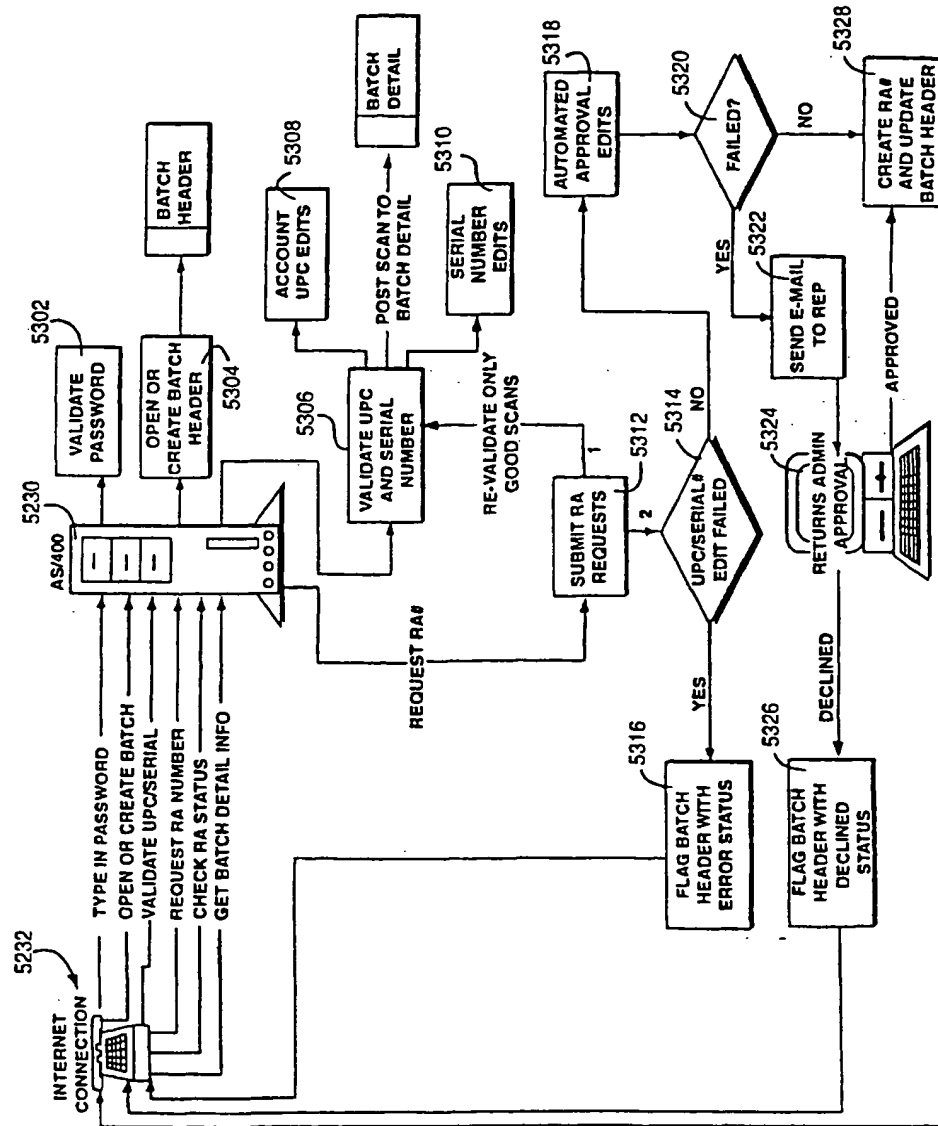 INTERNET
CONNECTION
5232
TYPE IN PASSWORD
OPEN OR CREATE BATCH
VALIDATE UPC/SERIAL
REQUEST RA NUMBER
CHECK RA STATUS
GET BATCH DETAIL INFO
AS/400
5230
5302
VALIDATE
PASSWORD
OPEN OR
CREATE BATCH
HEADER
5304
BATCH
HEADER
5306
VALIDATE UPC
AND SERIAL
NUMBER
5308
ACCOUNT
UPC EDITS
POST SCAN TO
BATCH DETAIL
BATCH
DETAIL
5310
SERIAL
NUMBER
EDITS
RE-VALIDATE ONLY
GOOD SCANS
1
REQUEST RA#
5312
SUBMIT RA
REQUESTS
2
5314
UPC/SERIAL#
EDIT FAILED
YES
NO
5316
FLAG BATCH
HEADER WITH
ERROR STATUS
5318
AUTOMATED
APPROVAL
EDITS
5320
FAILED?
YES
NO
5322
SEND E-MAIL
TO REP
5324
RETURNS ADMIN
APPROVAL
DECLINED
APPROVED
5326
FLAG BATCH
HEADER WITH
DECLINED
STATUS
5328
CREATE RA#
AND UPDATE
BATCH HEADER